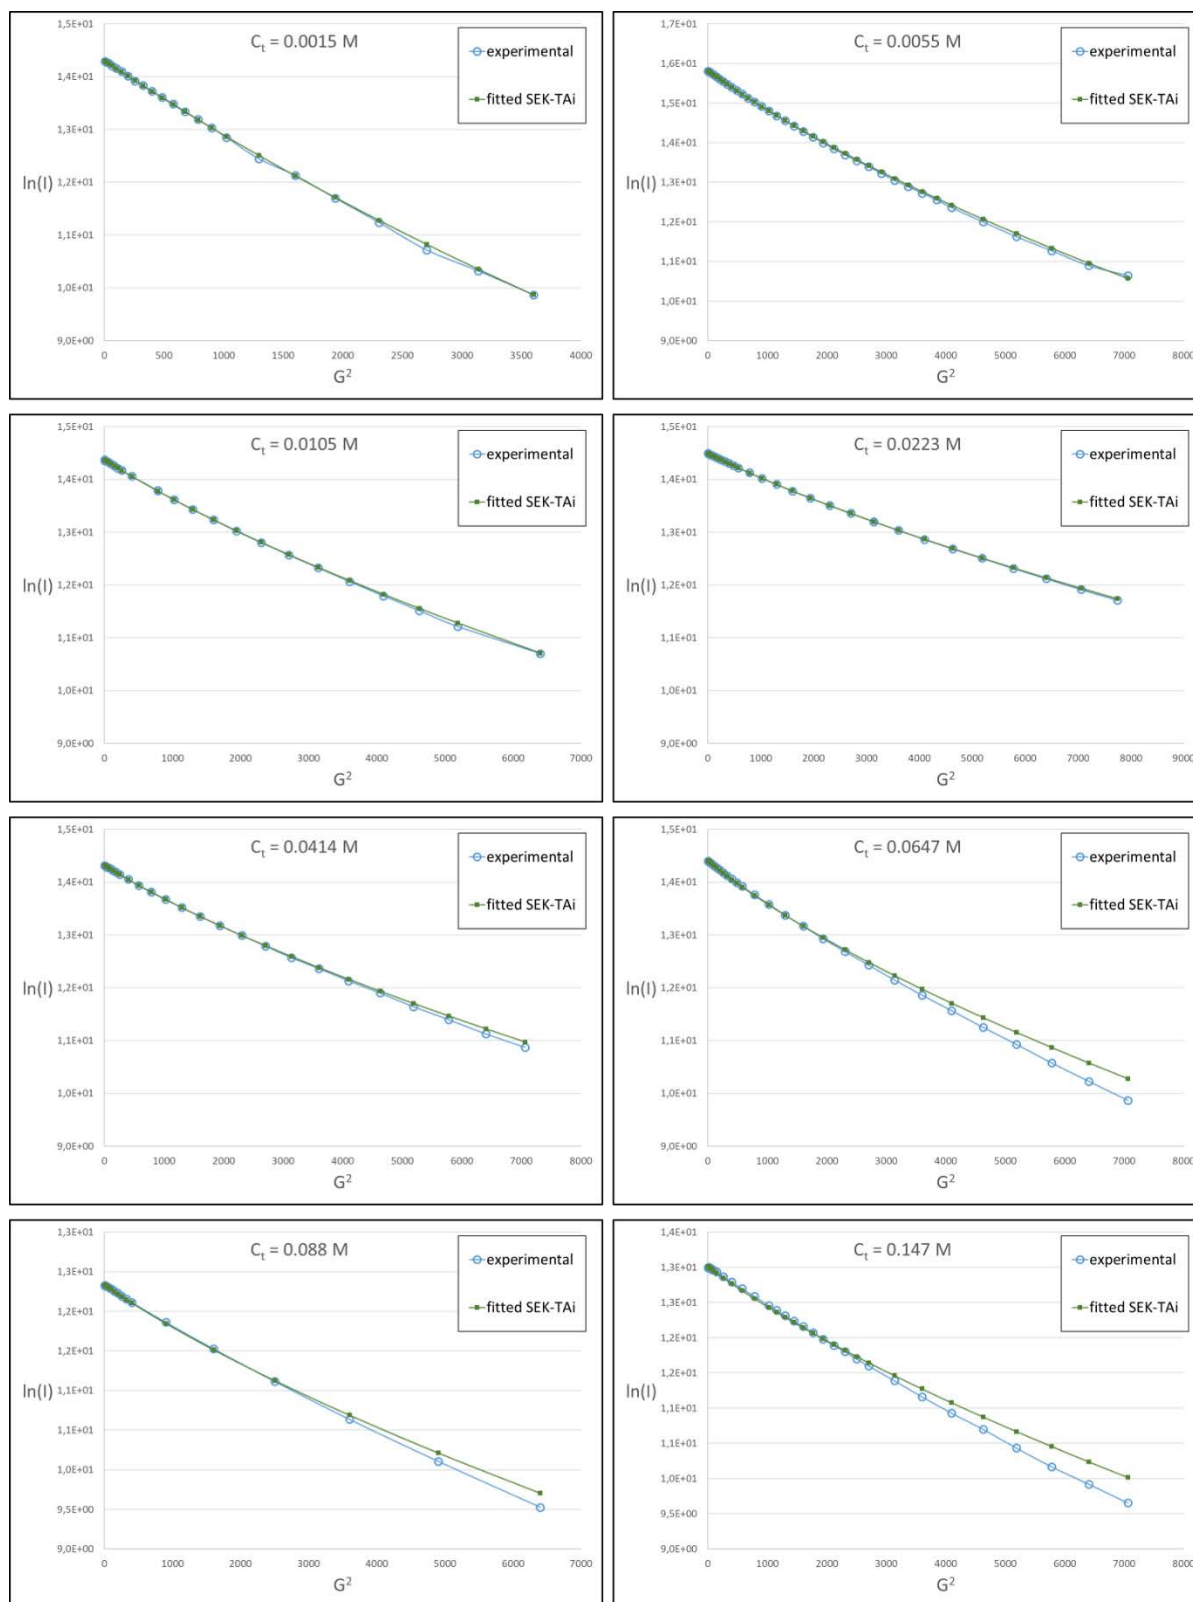 1,5E+01
C_t = 0.0015 M
experimental
1,4E+01
fitted SEK-TAi
1,3E+01
ln(I)
1,2E+01
1,1E+01
1,0E+01
9,0E+00
0 500 1000 1500 2000 2500 3000 3500 4000
G²
1,7E+01
C_t = 0.0055 M
experimental
1,6E+01
fitted SEK-TAi
1,5E+01
1,4E+01
ln(I)
1,2E+01
1,1E+01
1,0E+01
9,0E+00
0 1000 2000 3000 4000 5000 6000 7000 8000
G²
1,5E+01
C_t = 0.0105 M
experimental
1,4E+01
fitted SEK-TAi
1,3E+01
ln(I)
1,2E+01
1,1E+01
1,0E+01
9,0E+00
0 1000 2000 3000 4000 5000 6000 7000
G²
1,5E+01
C_t = 0.0223 M
experimental
1,4E+01
fitted SEK-TAi
1,3E+01
ln(I)
1,2E+01
1,1E+01
1,0E+01
9,0E+00
0 1000 2000 3000 4000 5000 6000 7000 8000 9000
G²
1,5E+01
C_t = 0.0414 M
experimental
1,4E+01
fitted SEK-TAi
1,3E+01
ln(I)
1,2E+01
1,1E+01
1,0E+01
9,0E+00
0 1000 2000 3000 4000 5000 6000 7000 8000
G²
1,5E+01
C_t = 0.0647 M
experimental
1,4E+01
fitted SEK-TAi
1,3E+01
ln(I)
1,2E+01
1,1E+01
1,0E+01
9,0E+00
0 1000 2000 3000 4000 5000 6000 7000 8000
G²
1,3E+01
C_t = 0.088 M
experimental
1,3E+01
fitted SEK-TAi
1,2E+01
1,2E+01
ln(I)
1,1E+01
1,1E+01
1,0E+01
9,5E+00
9,0E+00
0 1000 2000 3000 4000 5000 6000 7000
G²
1,4E+01
C_t = 0.147 M
experimental
1,3E+01
fitted SEK-TAi
1,3E+01
1,2E+01
1,2E+01
ln(I)
1,1E+01
1,1E+01
1,0E+01
9,5E+00
9,0E+00
0 1000 2000 3000 4000 5000 6000 7000 8000
G²